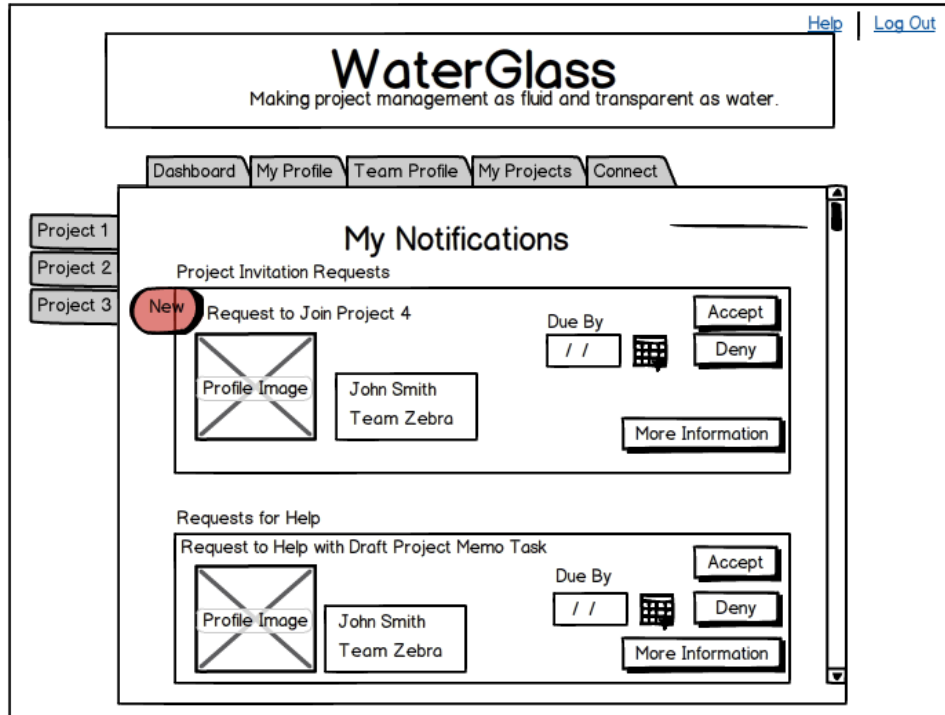 Help | Log Out
WaterGlass
Making project management as fluid and transparent as water.
Dashboard My Profile Team Profile My Projects Connect
Project 1
Project 2
Project 3
My Notifications
Project Invitation Requests
New
Request to Join Project 4
Due By
/ /
Accept
Deny
Profile Image
John Smith
Team Zebra
More Information
Requests for Help
Request to Help with Draft Project Memo Task
Due By
/ /
Accept
Deny
Profile Image
John Smith
Team Zebra
More Information